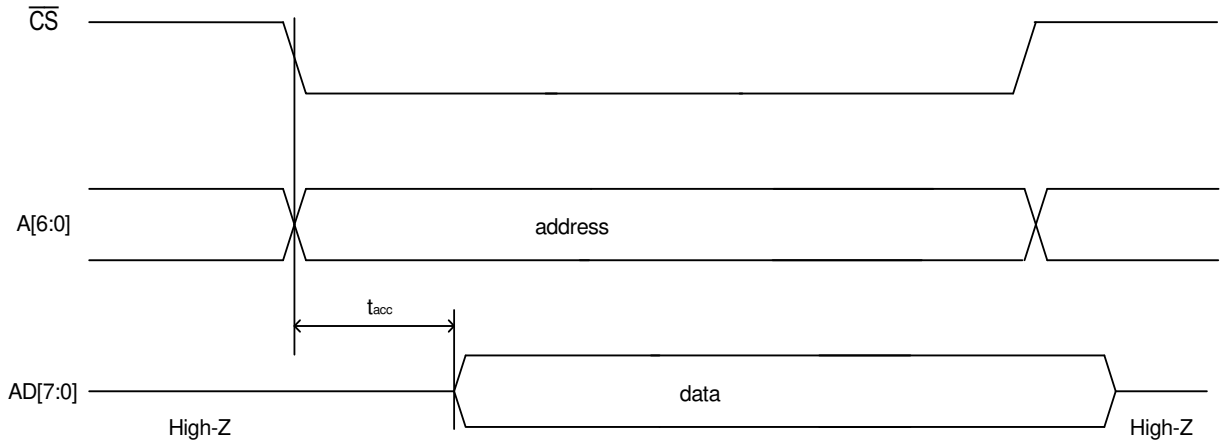 CS
A[6:0]
address
tacc
AD[7:0]
data
High-Z
High-Z